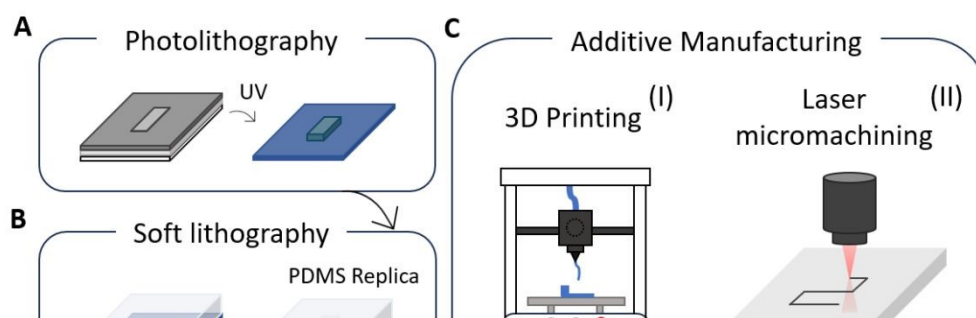 A
Photolithography
UV
B
Soft lithography
PDMS Replica
C
Additive Manufacturing
3D Printing
(I)
Laser
micromachining
(II)